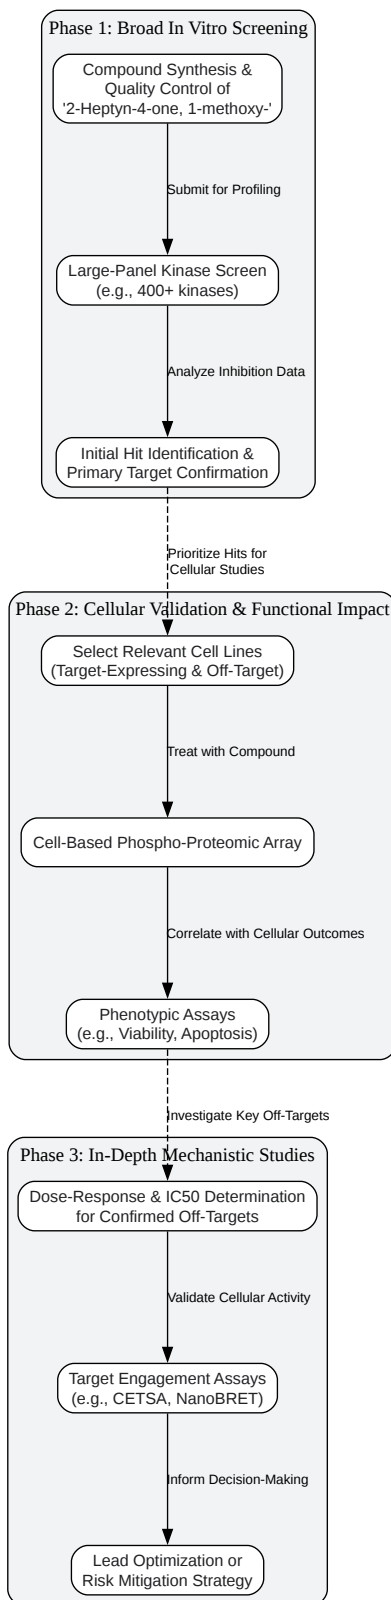 Phase 1: Broad In Vitro Screening
Compound Synthesis &
Quality Control of
'2-Heptyn-4-one, 1-methoxy-'
Submit for Profiling
Large-Panel Kinase Screen
(e.g., 400+ kinases)
Analyze Inhibition Data
Initial Hit Identification &
Primary Target Confirmation
Prioritize Hits for
Cellular Studies
Phase 2: Cellular Validation & Functional Impact
Select Relevant Cell Lines
(Target-Expressing & Off-Target)
Treat with Compound
Cell-Based Phospho-Proteomic Array
Correlate with Cellular Outcomes
Phenotypic Assays
(e.g., Viability, Apoptosis)
Investigate Key Off-Targets
Phase 3: In-Depth Mechanistic Studies
Dose-Response & IC50 Determination
for Confirmed Off-Targets
Validate Cellular Activity
Target Engagement Assays
(e.g., CETSA, NanoBRET)
Inform Decision-Making
Lead Optimization or
Risk Mitigation Strategy